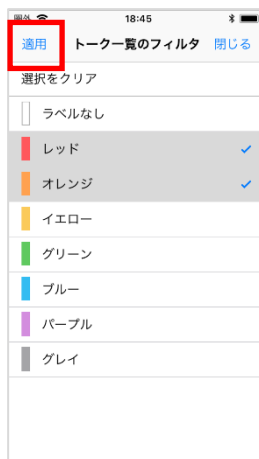 圏外 18:45
適用 トーク一覧のフィルタ 閉じる
選択をクリア
ラベルなし
レッド
オレンジ
イエロー
グリーン
ブルー
パープル
グレイ